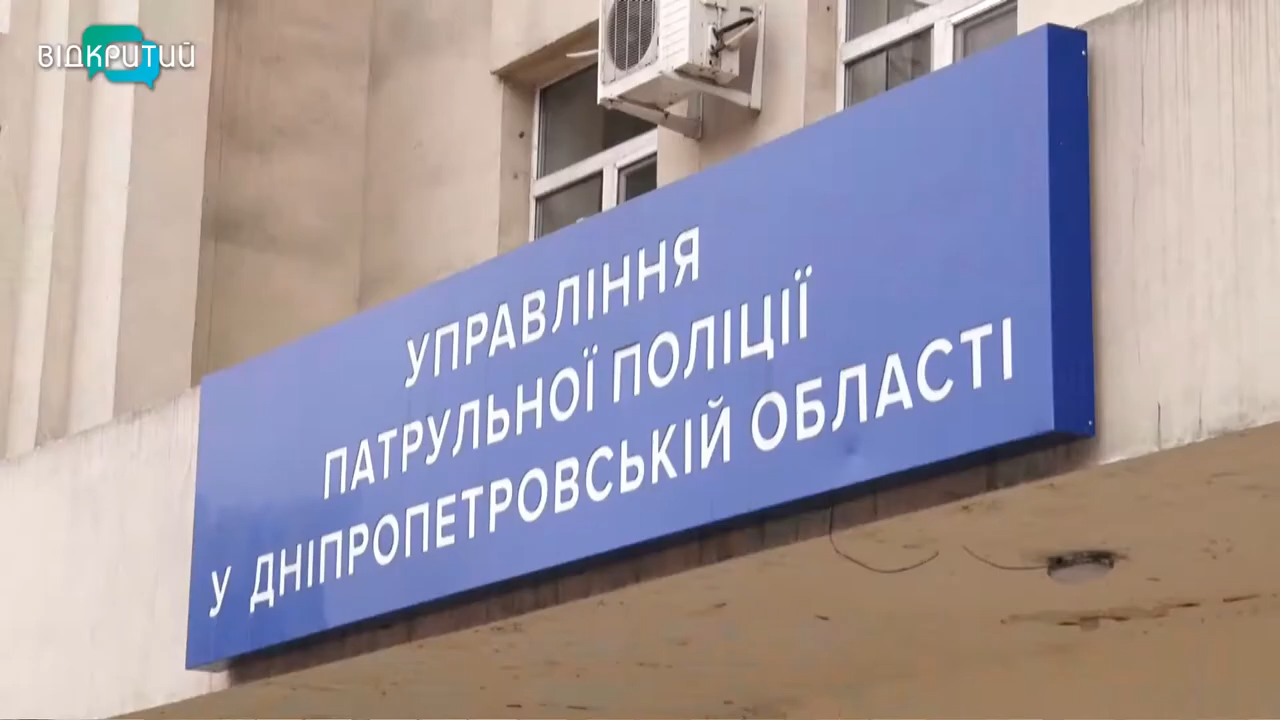 ВІДКРИТИЙ
УПРАВЛІННЯ
ПАТРУЛЬНОЇ ПОЛІЦІЇ
У ДНІПРОПЕТРОВСЬКІЙ ОБЛАСТІ